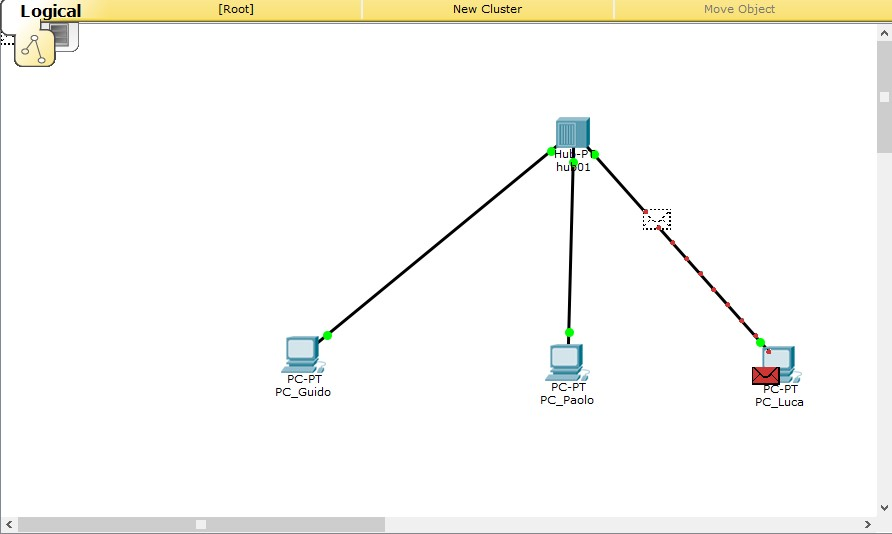 Logical
[Root]
New Cluster
Move Object
Hub-PT
hub01
PC-PT
PC_Guido
PC-PT
PC_Paolo
PC-PT
PC_Luca